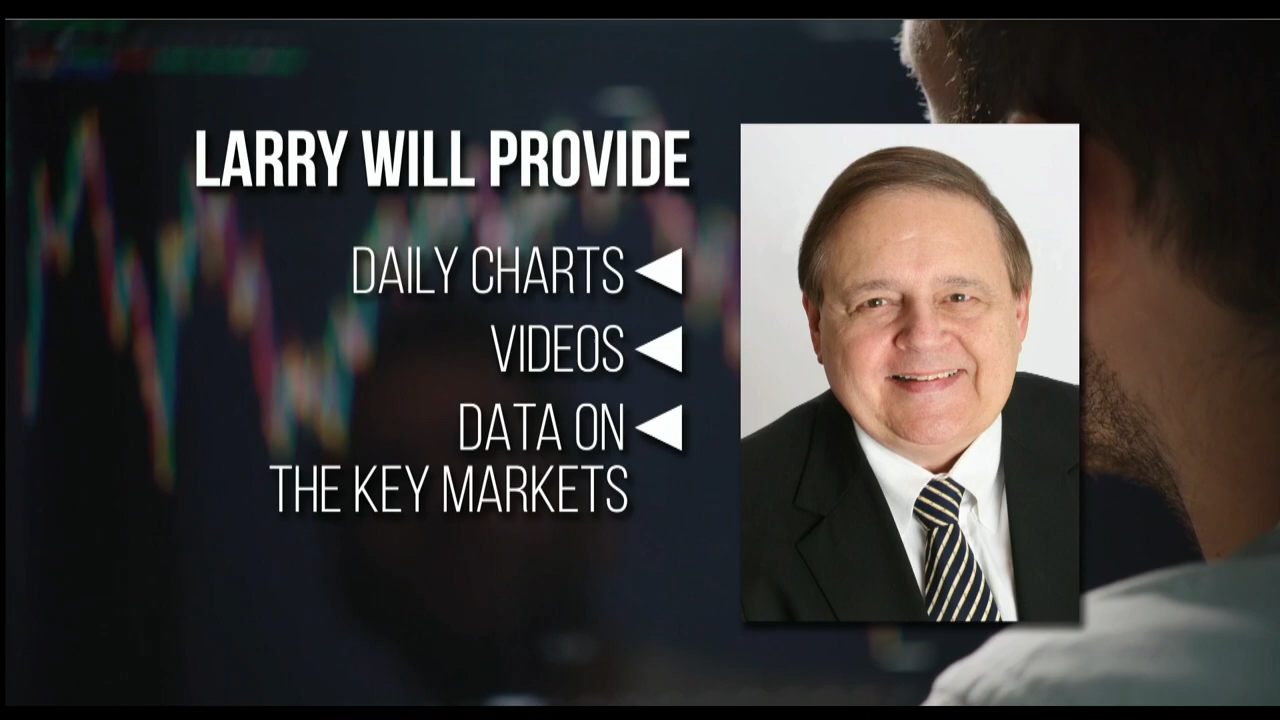 LARRY WILL PROVIDE
DAILY CHARTS
VIDEOS
DATA ON
THE KEY MARKETS